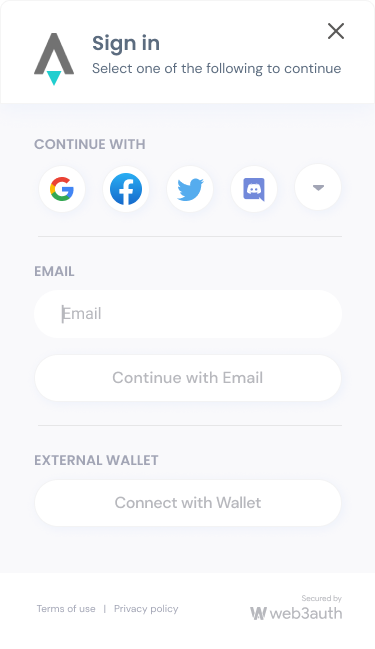 Sign in
Select one of the following to continue
CONTINUE WITH
EMAIL
Email
Continue with Email
EXTERNAL WALLET
Connect with Wallet
Secured by
Terms of use | Privacy policy
web3auth